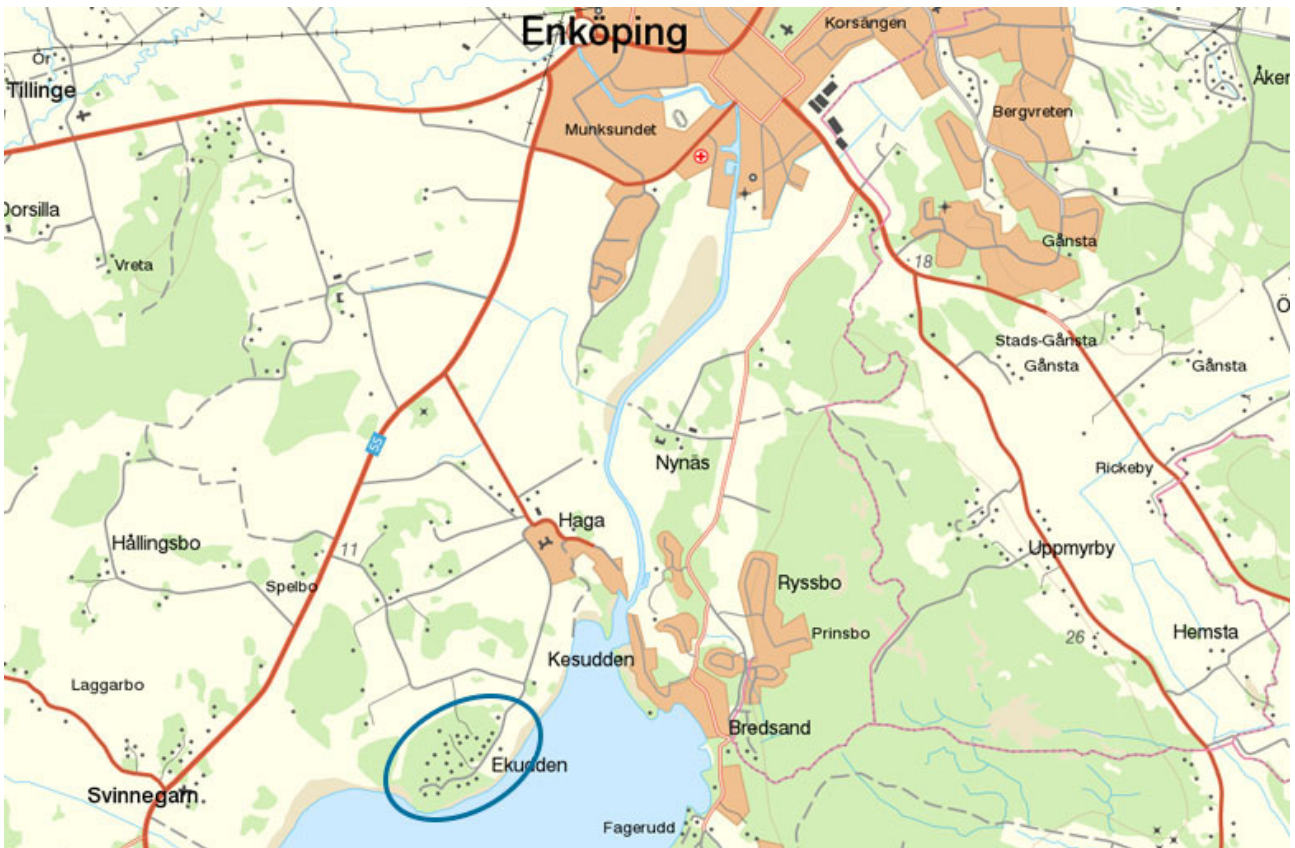 Enköping
Korsängen
Ör
Tillinge
Åker
Bergvreten
Munksundet
Dorsilla
Gånsta
Vreta
18
Stads-Gånsta
Gånsta
Gånsta
55
Nynäs
Rickeby
Haga
Hållingsbo
11
Uppmyrby
Spelbo
Ryssbo
Prinsbo
26
Hemsta
Kesudden
Laggarbo
Bredsand
Ekudden
Svinnegarn
Fagerudd